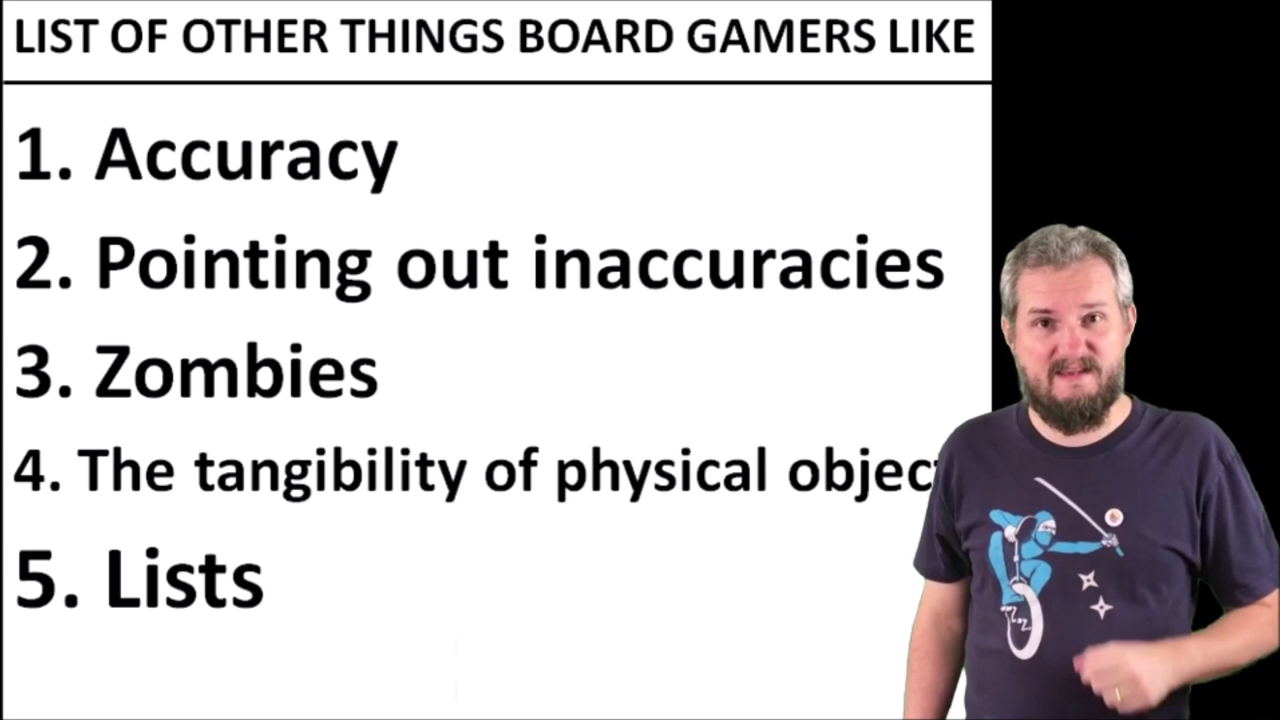 LIST OF OTHER THINGS BOARD GAMERS LIKE
1. Accuracy
2. Pointing out inaccuracies
3. Zombies
4. The tangibility of physical
5. Lists